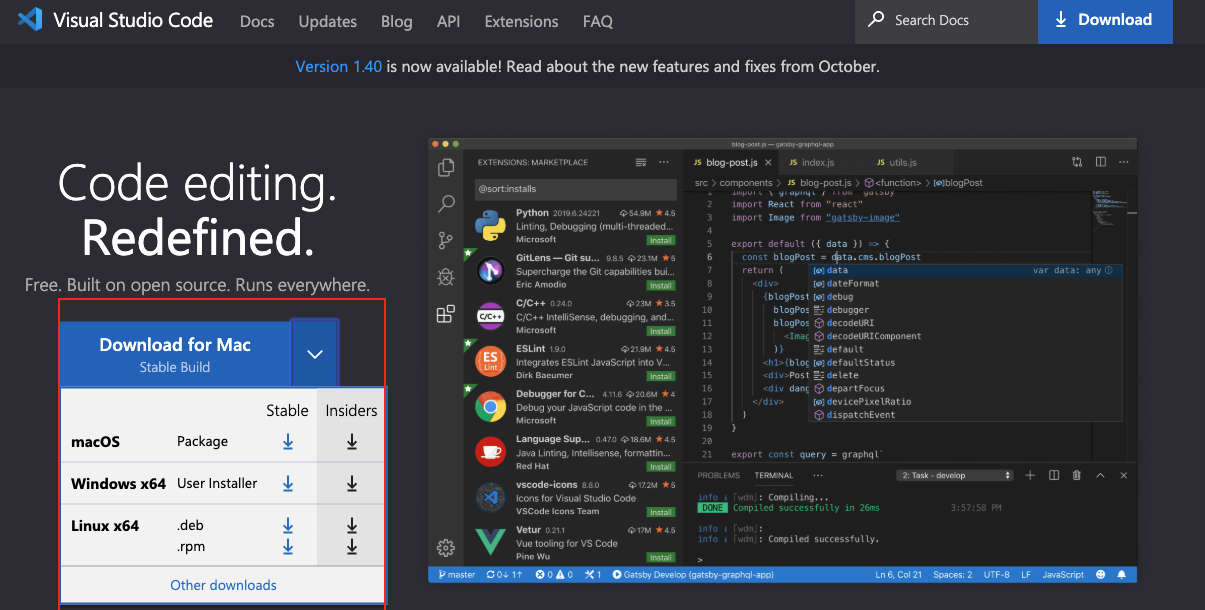 Visual Studio Code Docs Updates Blog API Extensions FAQ Search Docs Download
Version 1.40 is now available! Read about the new features and fixes from October.
Code editing.
Redefined.
Free. Built on open source. Runs everywhere.
Download for Mac
Stable Build
Stable Insiders
macOS Package
Windows x64 User Installer
Linux x64 .deb
.rpm
Other downloads
blog-post.js — gatsby-graphql-app
EXTENSIONS: MARKETPLACE
@sort:installs
Python 2019.6.24221 54.9M ★ 4.5
Linting, Debugging (multi-threaded...
Microsoft Install
GitLens — Git su... 9.8.5 23.1M ★ 5
Supercharge the Git capabilities bui...
Eric Amodio Install
C/C++ 0.24.0 23M ★ 3.5
C/C++ C/C++ IntelliSense, debugging, and...
Microsoft Install
ESLint 1.9.0 21.9M ★ 4.5
ES Lint Integrates ESLint JavaScript into V...
Dirk Baeumer Install
Debugger for C... 4.11.6 20.6M ★ 4
Debug your JavaScript code in the ...
Microsoft Install
Language Sup... 0.47.0 18.6M ★ 4.5
Java Linting, Intellisense, formattin...
Red Hat Install
vscode-icons 8.8.0 17.2M ★ 5
Icons for Visual Studio Code
VSCode Icons Team Install
Vetur 0.21.1 17M ★ 4.5
Vue tooling for VS Code
Pine Wu Install
JS blog-post.js × JS index.js JS utils.js
src > components > JS blog-post.js > <function> > blogPost
1 import { graphql } from "gatsby"
2 import React from "react"
3 import Image from "gatsby-image"
4
5 export default ({ data }) => {
6 const blogPost = data.cms.blogPost
7 return (
8 <div>
9 {blogPost
10 blogPo
11 blogPos
12 <Imag
13 )}
14 <h1>{blog
15 <div>Post
16 <div dang
17 </div>
18 )
19 }
20
21 export const query = graphql`
data var data: any
dateFormat
debug
debugger
decodeURI
decodeURIComponent
default
defaultStatus
delete
departFocus
devicePixelRatio
dispatchEvent
PROBLEMS TERMINAL ... 2: Task - develop
info ⌊wdm⌋: Compiling...
DONE Compiled successfully in 26ms 3:57:58 PM
info ⌊wdm⌋:
info ⌊wdm⌋: Compiled successfully.
>
master 0↓ 1↑ 0 0 1 Gatsby Develop (gatsby-graphql-app) Ln 6, Col 21 Spaces: 2 UTF-8 LF JavaScript